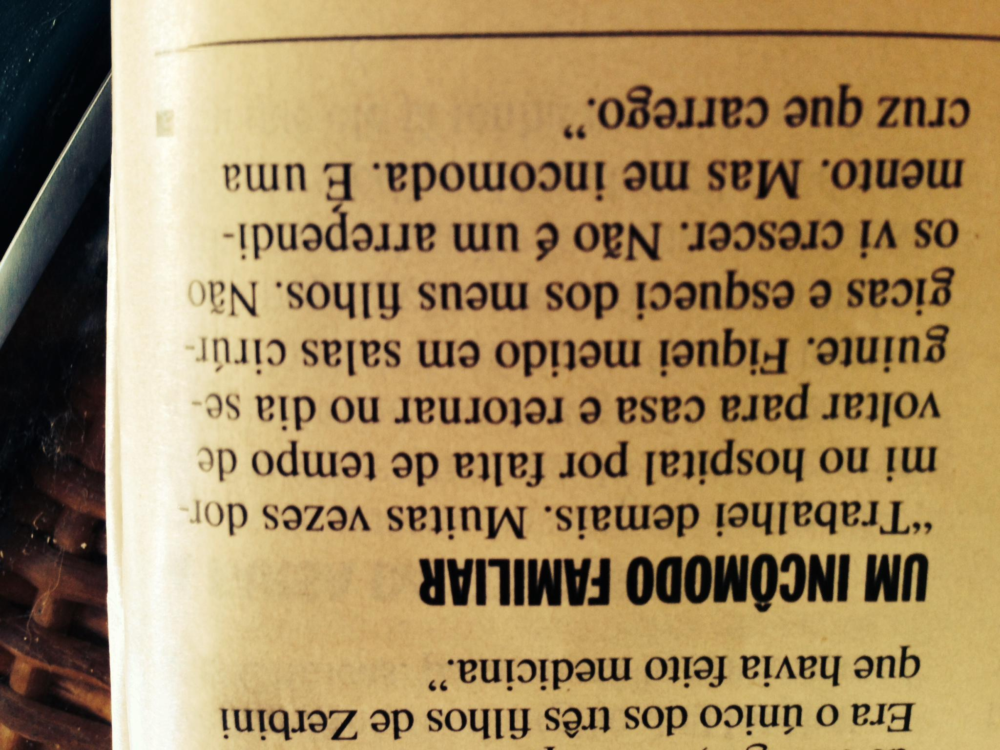 Era o único dos três filhos de Zerbini
que havia feito medicina.”
UM INCÔMODO FAMILIAR
“Trabalhei demais. Muitas vezes dor-
mi no hospital por falta de tempo de
voltar para casa e retornar no dia se-
guinte. Fiquei metido em salas cirúr-
gicas e esqueci dos meus filhos. Não
os vi crescer. Não é um arrependi-
mento. Mas me incomoda. É uma
cruz que carrego.”